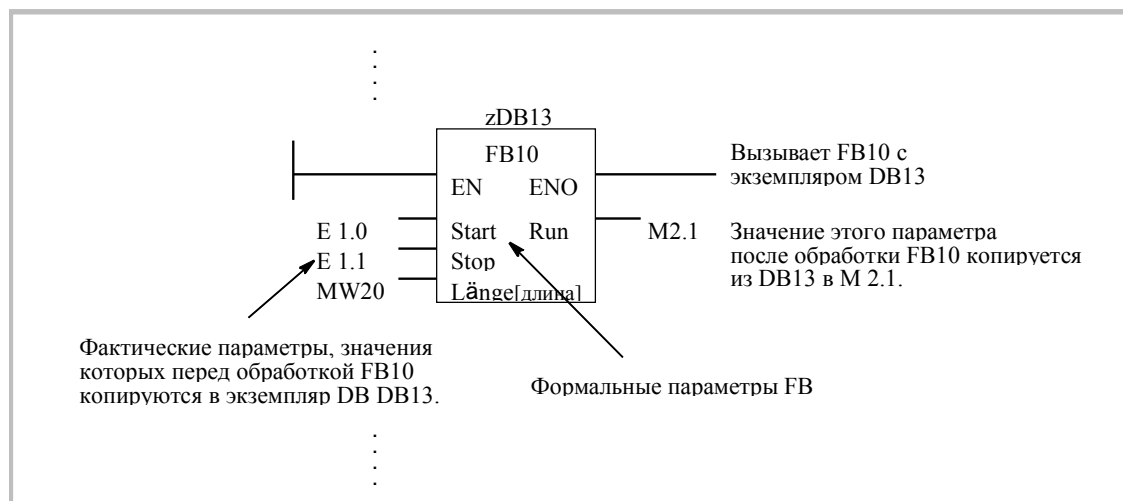 zDB13
FB10
EN ENO
Вызывает FB10 с
экземпляром DB13
E 1.0 Start Run M2.1
E 1.1 Stop
MW20 Länge[длина]
Значение этого параметра
после обработки FB10 копируется
из DB13 в M 2.1.
Фактические параметры, значения
которых перед обработкой FB10
копируются в экземпляр DB DB13.
Формальные параметры FB